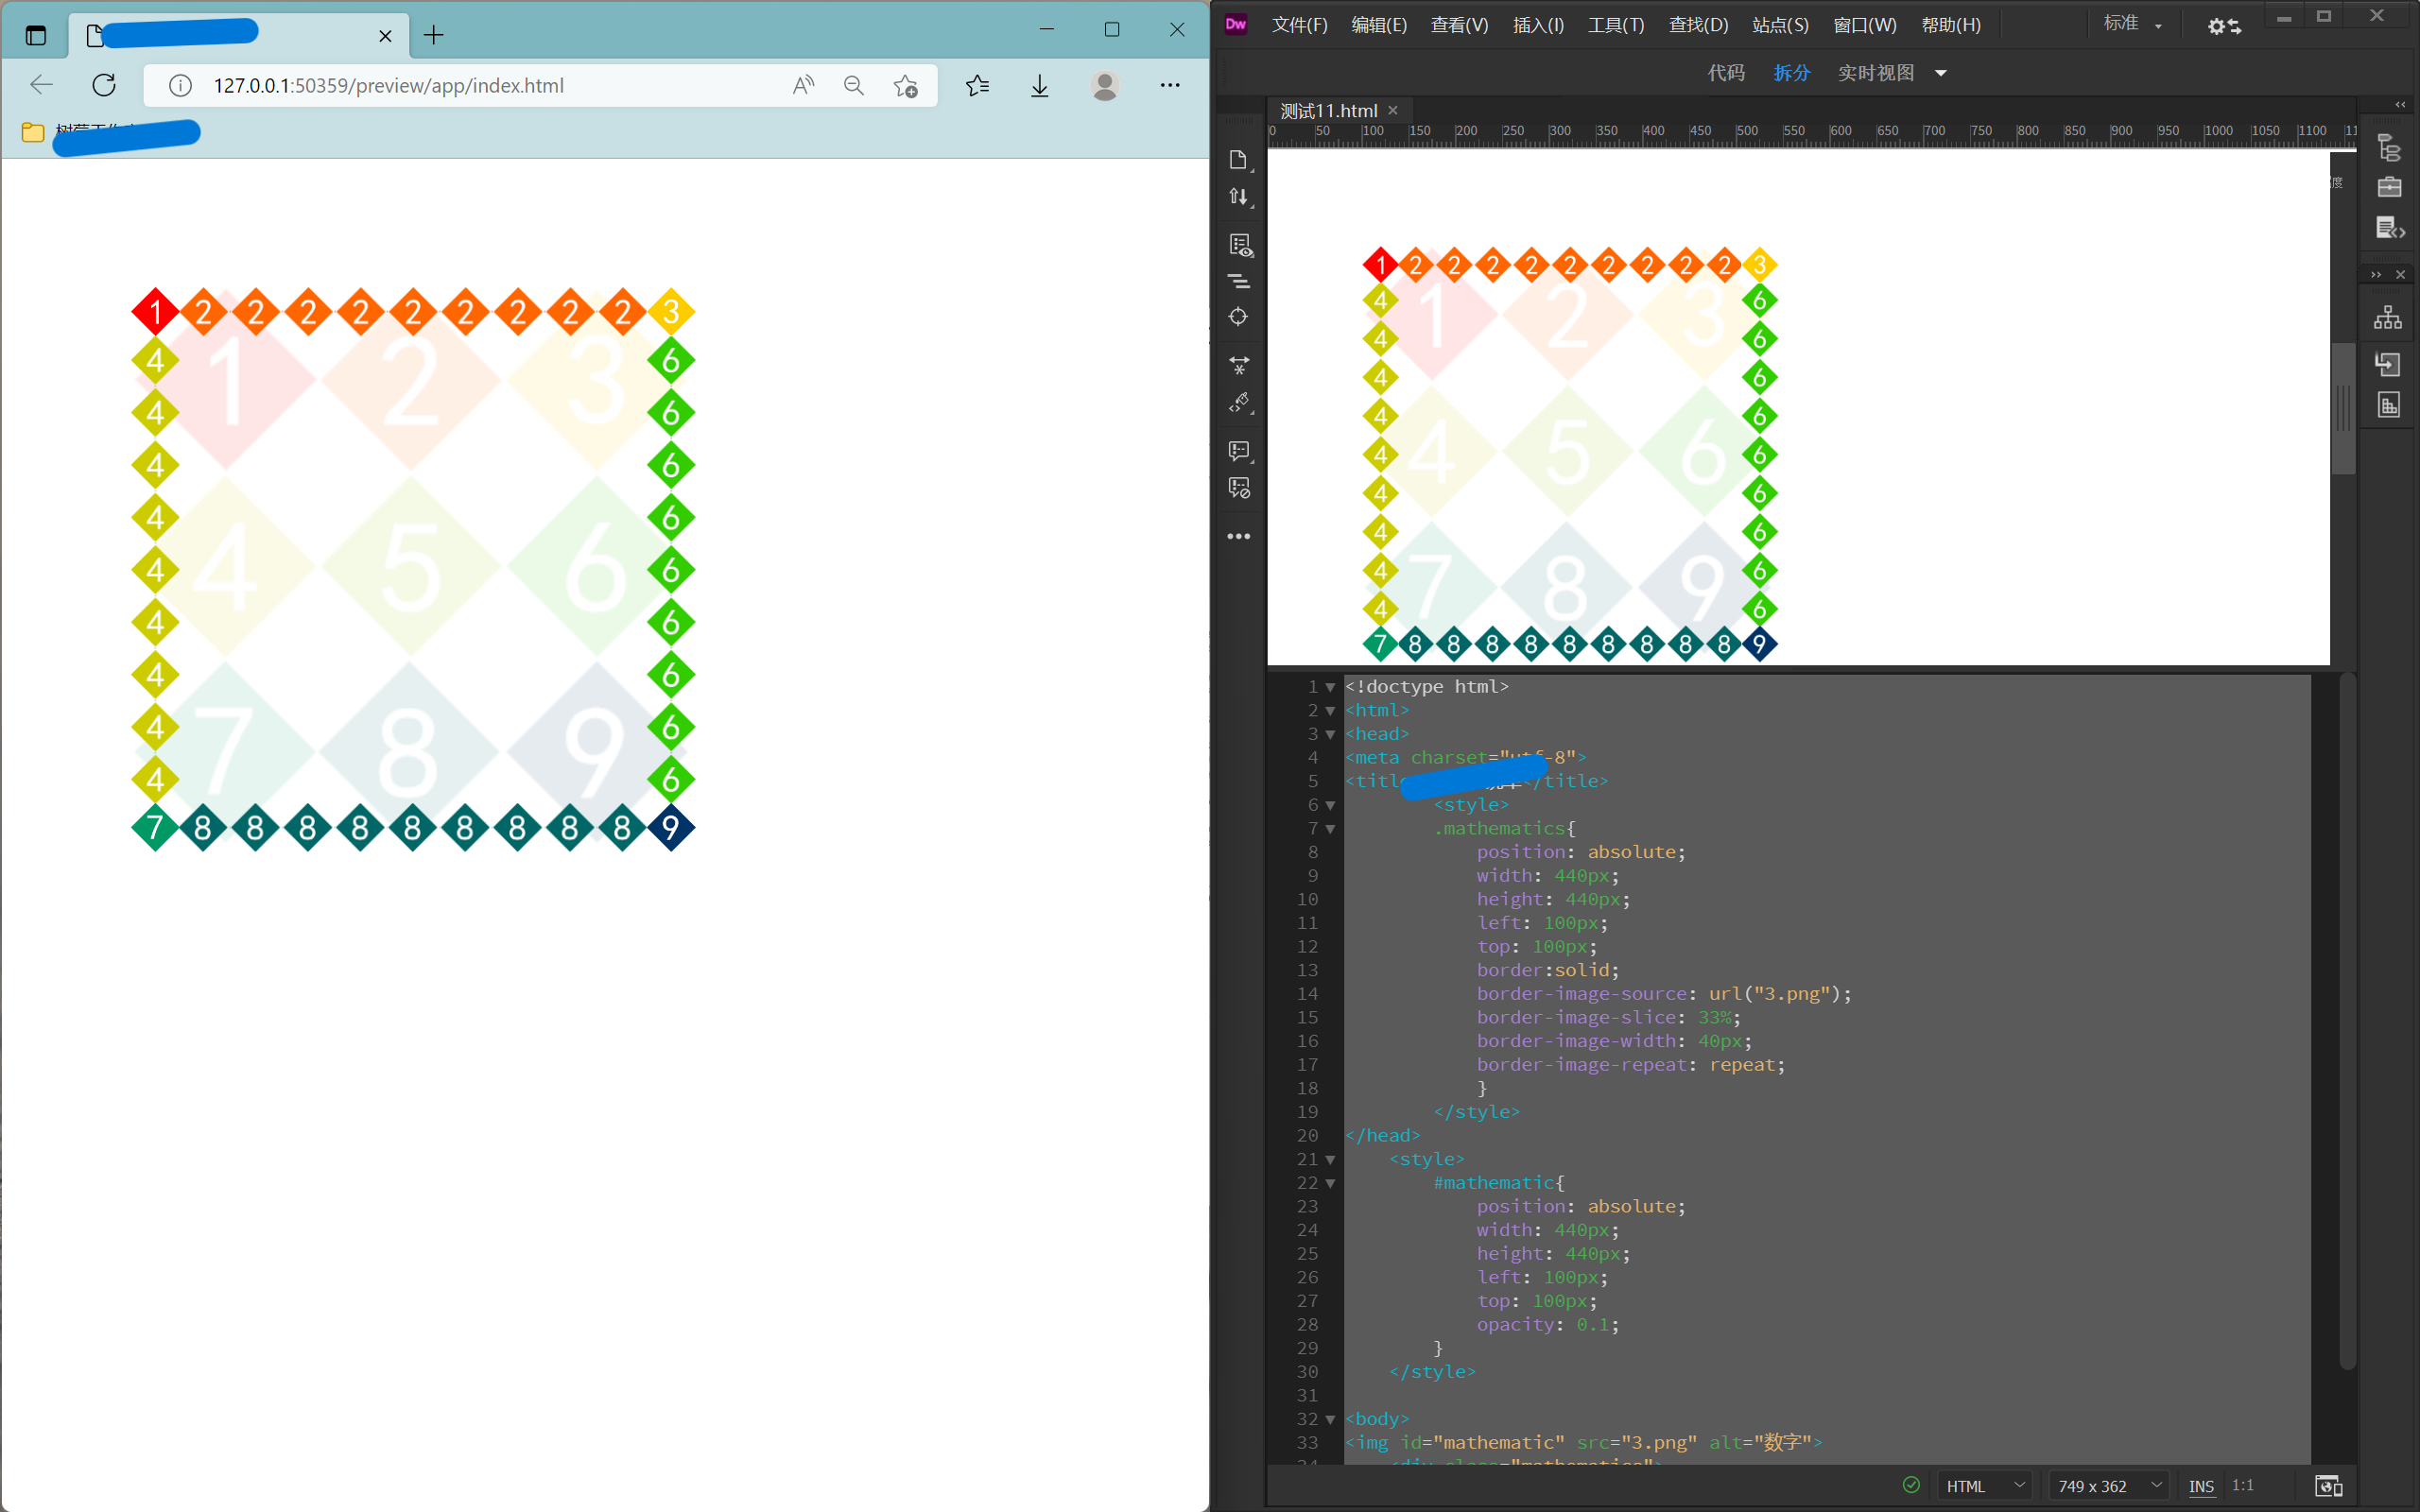 127.0.0.1:50359/preview/app/index.html
1 2 2 2 2 2 2 2 2 2 3
4 1 2 3 6
4 6
4 6
4 6
4 4 5 6 6
4 6
4 6
4 7 8 9 6
4 6
7 8 8 8 8 8 8 8 8 8 9
Dw 文件(F) 编辑(E) 查看(V) 插入(I) 工具(T) 查找(D) 站点(S) 窗口(W) 帮助(H) 标准
代码 拆分 实时视图
测试11.html
0 50 100 150 200 250 300 350 400 450 500 550 600 650 700 750 800 850 900 950 1000 1050 1100 11
度
1 2 2 2 2 2 2 2 2 2 3
4 1 2 3 6
4 6
4 6
4 6
4 4 5 6 6
4 6
4 6
4 7 8 9 6
4 6
7 8 8 8 8 8 8 8 8 8 9
1 <!doctype html>
2 <html>
3 <head>
4 <meta charset="utf-8">
5 <titl </title>
6 <style>
7 .mathematics{
8 position: absolute;
9 width: 440px;
10 height: 440px;
11 left: 100px;
12 top: 100px;
13 border:solid;
14 border-image-source: url("3.png");
15 border-image-slice: 33%;
16 border-image-width: 40px;
17 border-image-repeat: repeat;
18 }
19 </style>
20 </head>
21 <style>
22 #mathematic{
23 position: absolute;
24 width: 440px;
25 height: 440px;
26 left: 100px;
27 top: 100px;
28 opacity: 0.1;
29 }
30 </style>
31
32 <body>
33 <img id="mathematic" src="3.png" alt="数字">
34 <div class="mathematics">
HTML 749 x 362 INS 1:1